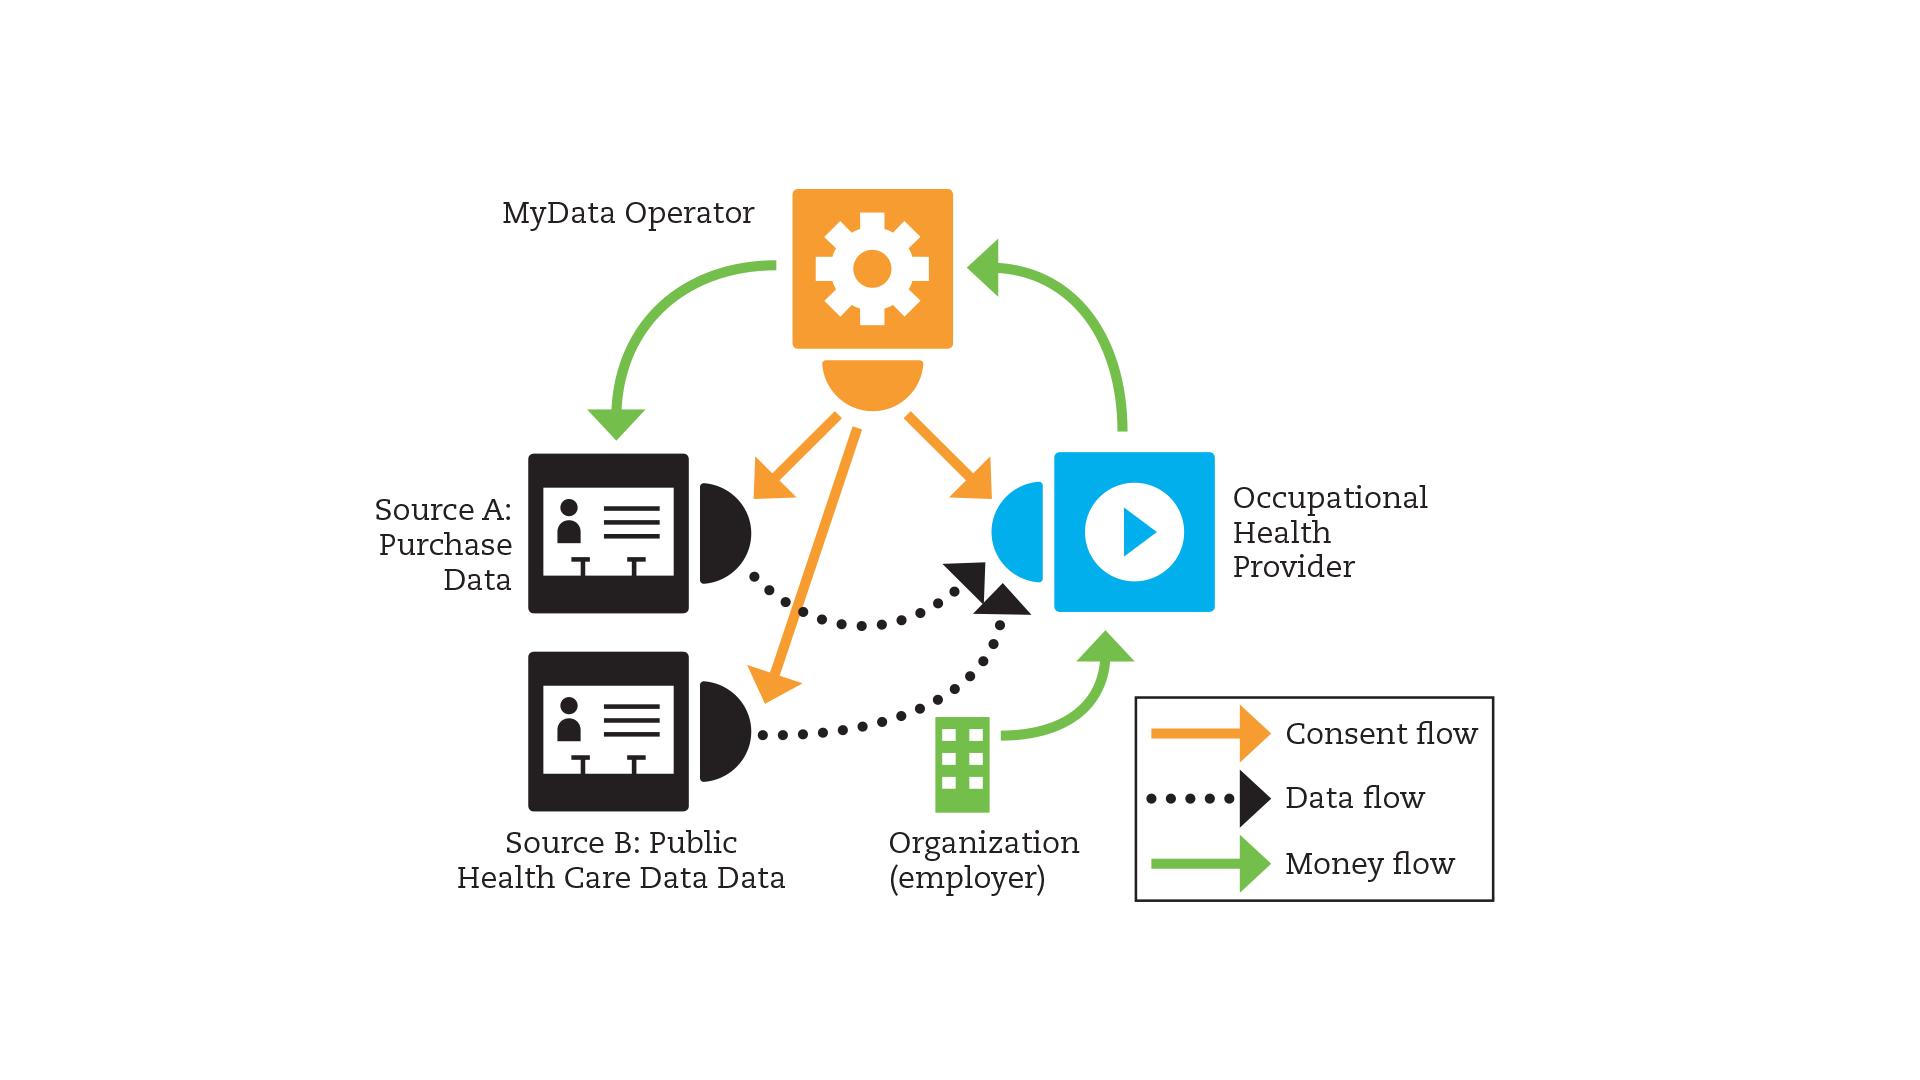 MyData Operator
Source A:
Purchase
Data
Occupational
Health
Provider
Source B: Public
Health Care Data Data
Organization
(employer)
Consent flow
Data flow
Money flow